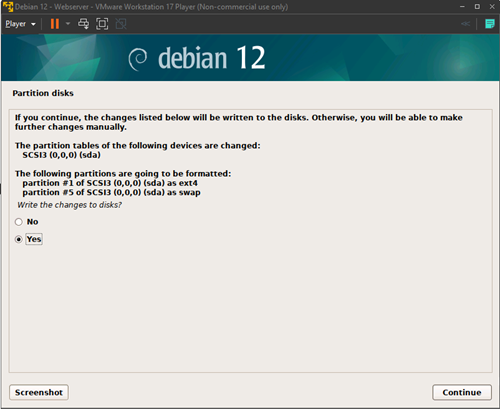 Debian 12 - Webserver - VMware Workstation 17 Player (Non-commercial use only)
Player
debian 12
Partition disks
If you continue, the changes listed below will be written to the disks. Otherwise, you will be able to make
further changes manually.
The partition tables of the following devices are changed:
SCSI3 (0,0,0) (sda)
The following partitions are going to be formatted:
partition #1 of SCSI3 (0,0,0) (sda) as ext4
partition #5 of SCSI3 (0,0,0) (sda) as swap
Write the changes to disks?
No
Yes
Screenshot
Continue